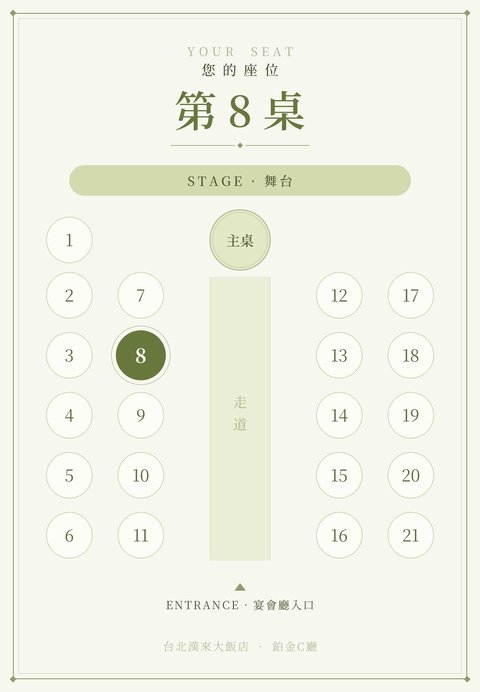 YOUR SEAT
您的座位
第8桌
STAGE · 舞台
1
主桌
2 7 12 17
3 8 13 18
走道
4 9 14 19
5 10 15 20
6 11 16 21
ENTRANCE · 宴會廳入口
台北漢來大飯店 · 鉑金C廳